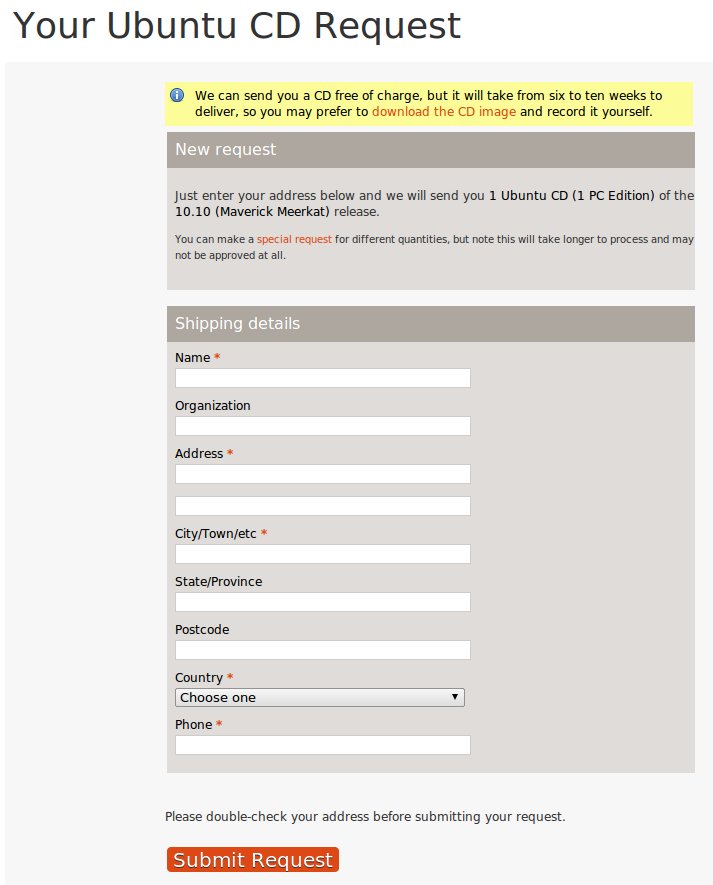 Your Ubuntu CD Request
We can send you a CD free of charge, but it will take from six to ten weeks to
deliver, so you may prefer to download the CD image and record it yourself.
New request
Just enter your address below and we will send you 1 Ubuntu CD (1 PC Edition) of the
10.10 (Maverick Meerkat) release.
You can make a special request for different quantities, but note this will take longer to process and may
not be approved at all.
Shipping details
Name *
Organization
Address *
City/Town/etc *
State/Province
Postcode
Country *
Choose one
Phone *
Please double-check your address before submitting your request.
Submit Request